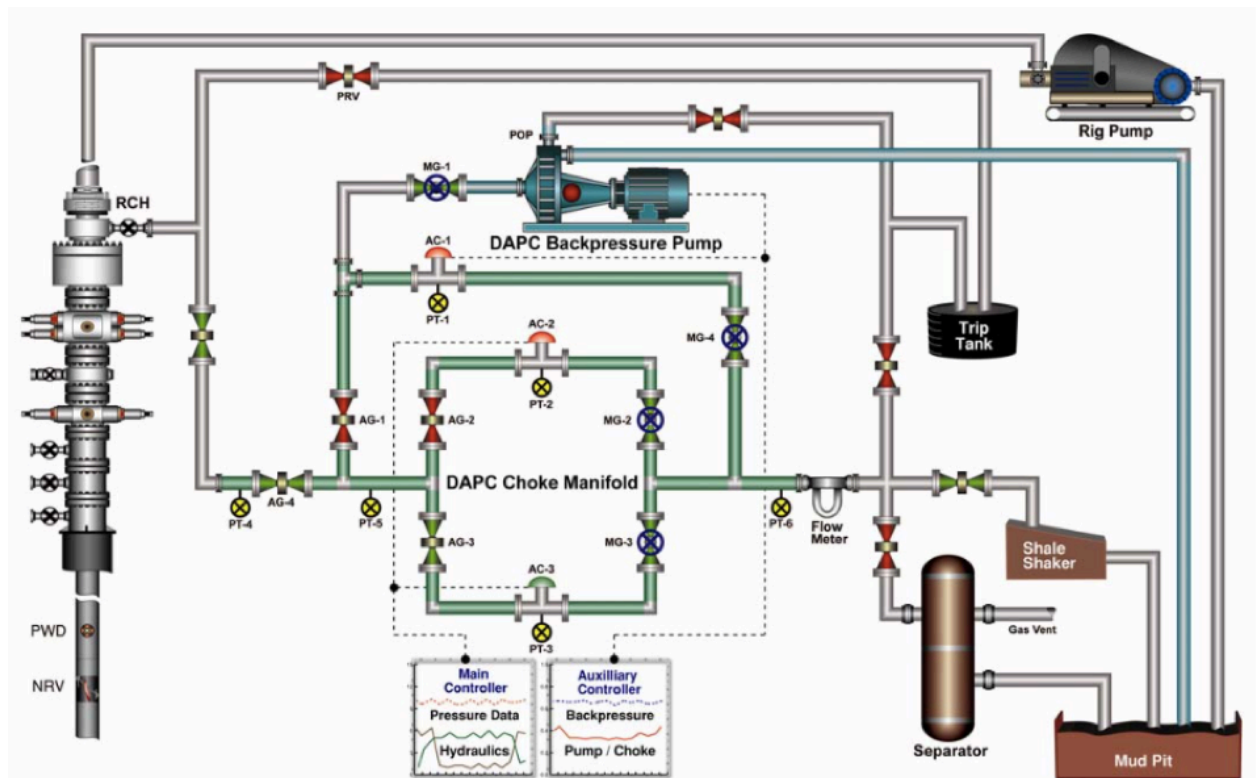 PRV
Rig Pump
POP
MG-1
RCH
DAPC Backpressure Pump
AC-1
PT-1
AC-2
MG-4
Trip
Tank
PT-2
AG-1
AG-2
MG-2
DAPC Choke Manifold
PT-4
AG-4
PT-5
PT-6
Flow
Meter
AG-3
MG-3
Shale
Shaker
AC-3
PT-3
Gas Vent
PWD
NRV
Main
Controller
Pressure Data
Hydraulics
Auxilliary
Controller
Backpressure
Pump / Choke
Separator
Mud Pit